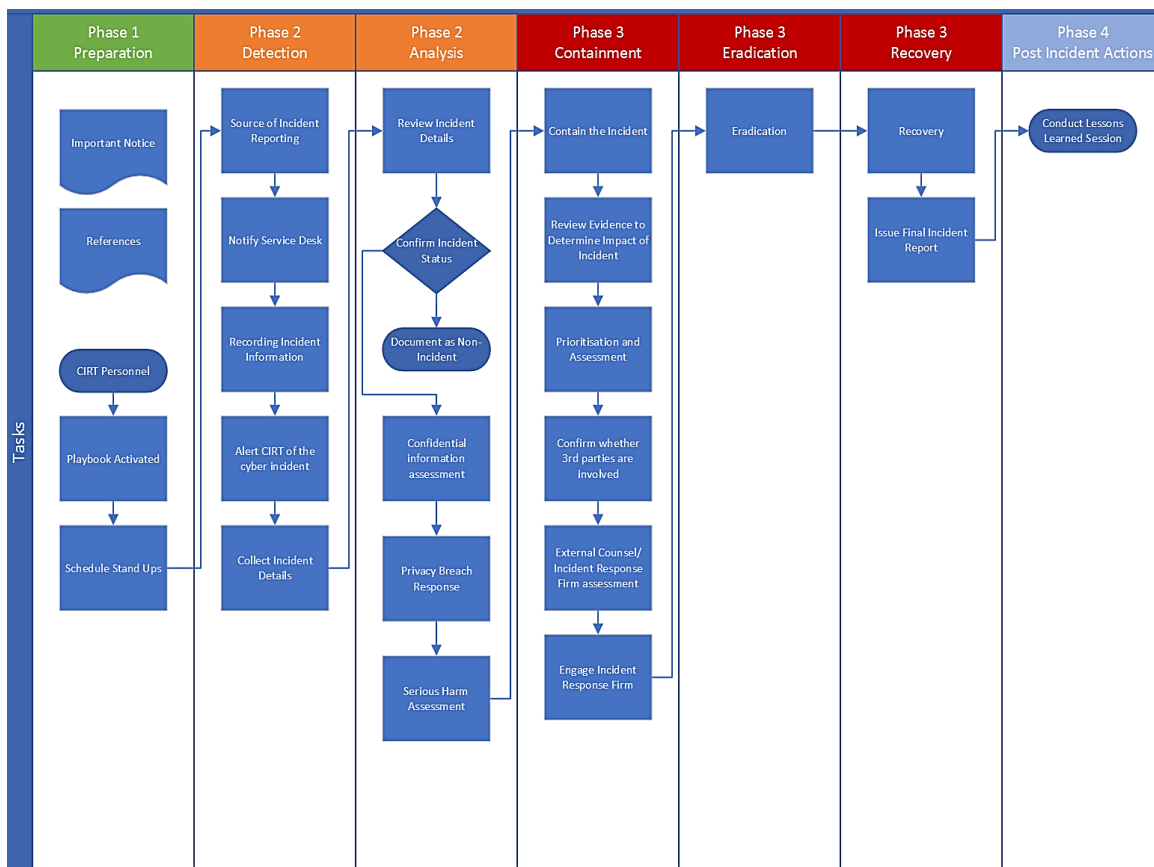 Phase 1
Preparation
Phase 2
Detection
Phase 2
Analysis
Phase 3
Containment
Phase 3
Eradication
Phase 3
Recovery
Phase 4
Post Incident Actions
Tasks
Important Notice
References
CIRT Personnel
Playbook Activated
Schedule Stand Ups
Source of Incident
Reporting
Notify Service Desk
Recording Incident
Information
Alert CIRT of the
cyber incident
Collect Incident
Details
Review Incident
Details
Confirm Incident
Status
Document as Non-
Incident
Confidential
information
assessment
Privacy Breach
Response
Serious Harm
Assessment
Contain the Incident
Review Evidence to
Determine Impact of
Incident
Prioritisation and
Assessment
Confirm whether
3rd parties are
involved
External Counsel/
Incident Response
Firm assessment
Engage Incident
Response Firm
Eradication
Recovery
Issue Final Incident
Report
Conduct Lessons
Learned Session